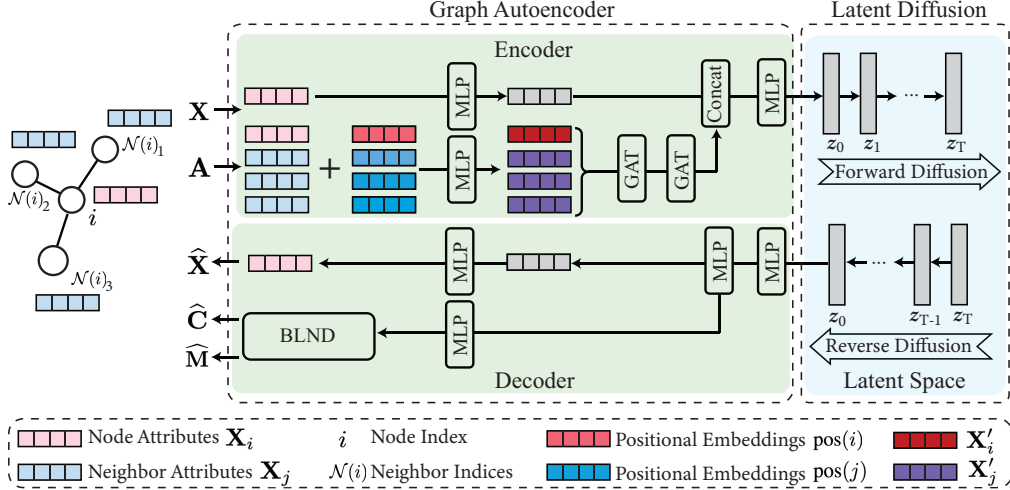 Graph Autoencoder
Latent Diffusion
Encoder
X
MLP
Concat
MLP
z₀ z₁ ... z_T
Forward Diffusion
A
+
MLP
GAT
GAT
𝒩(i)₁
𝒩(i)₂
i
𝒩(i)₃
X̂
MLP
MLP
MLP
z₀ ... z_T-1 z_T
Reverse Diffusion
Ĉ
M̂
BLND
MLP
Decoder
Latent Space
Node Attributes X_i i Node Index Positional Embeddings pos(i) X′_i
Neighbor Attributes X_j 𝒩(i) Neighbor Indices Positional Embeddings pos(j) X′_j